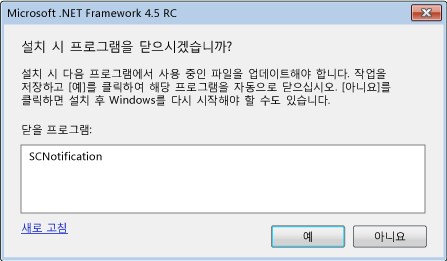 Microsoft .NET Framework 4.5 RC
설치 시 프로그램을 닫으시겠습니까?
설치 시 다음 프로그램에서 사용 중인 파일을 업데이트해야 합니다. 작업을
저장하고 [예]를 클릭하여 해당 프로그램을 자동으로 닫으십시오. [아니요]를
클릭하면 설치 후 Windows를 다시 시작해야 할 수도 있습니다.
닫을 프로그램:
SCNotification
새로 고침
예
아니요